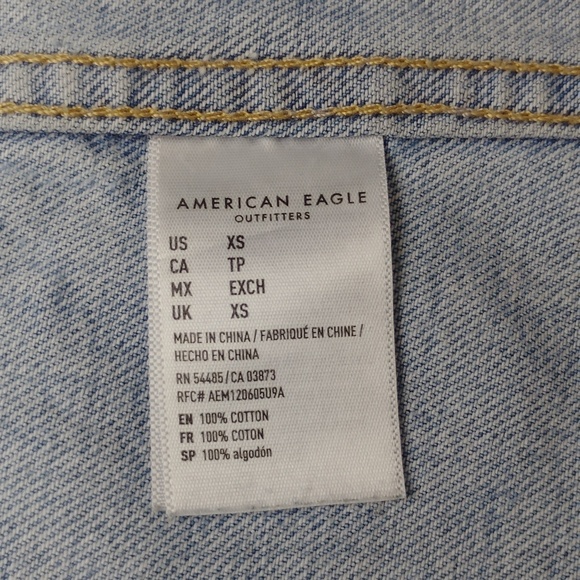 AMERICAN EAGLE
OUTFITTERS
US XS
CA TP
MX EXCH
UK XS
MADE IN CHINA / FABRIQUÉ EN CHINE /
HECHO EN CHINA
RN 54485/CA 03873
RFC# AEM120605U9A
EN 100% COTTON
FR 100% COTON
SP 100% algodón